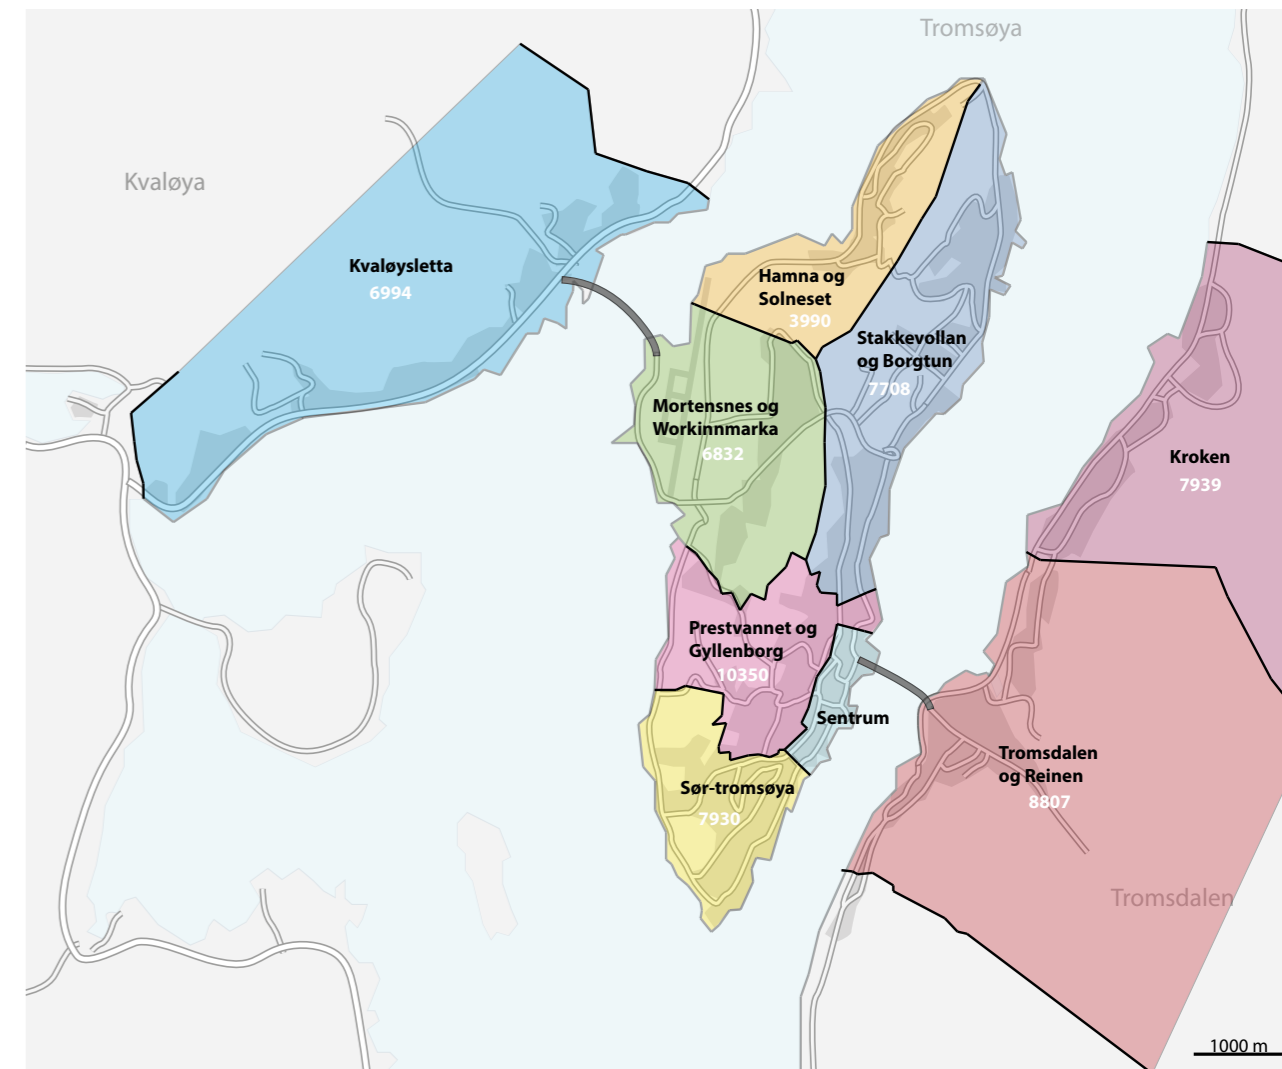 Tromsøya
Kvaløya
Kvaløysletta
6994
Hamna og
Solneset
3990
Stakkevollan
og Borgtun
7708
Mortensnes og
Workinnmarka
6832
Kroken
7939
Prestvannet og
Gyllenborg
10350
Sentrum
Tromsdalen
og Reinen
8807
Sør-tromsøya
7930
Tromsdalen
1000 m